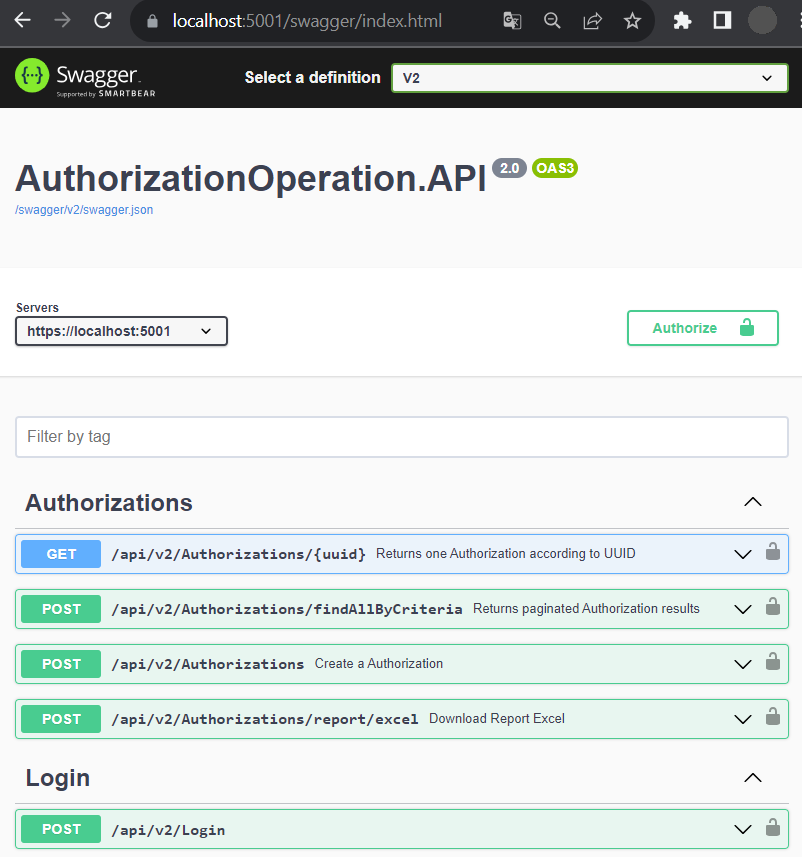 localhost:5001/swagger/index.html
Swagger
Supported by SMARTBEAR
Select a definition V2
AuthorizationOperation.API 2.0 OAS3
/swagger/v2/swagger.json
Servers
https://localhost:5001
Authorize
Filter by tag
Authorizations
GET /api/v2/Authorizations/{uuid} Returns one Authorization according to UUID
POST /api/v2/Authorizations/findAllByCriteria Returns paginated Authorization results
POST /api/v2/Authorizations Create a Authorization
POST /api/v2/Authorizations/report/excel Download Report Excel
Login
POST /api/v2/Login